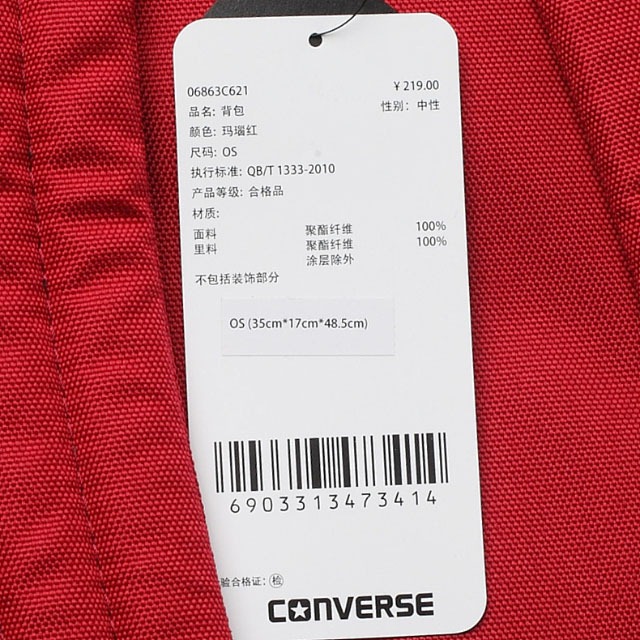 06863C621 ¥ 219.00
品名: 背包 性别: 中性
颜色: 玛瑙红
尺码: OS
执行标准: QB/T 1333-2010
产品等级: 合格品
材质:
面料 聚酯纤维 100%
里料 聚酯纤维 100%
涂层除外
不包括装饰部分
OS (35cm*17cm*48.5cm)
6903313473414
验合格证: 检
CONVERSE